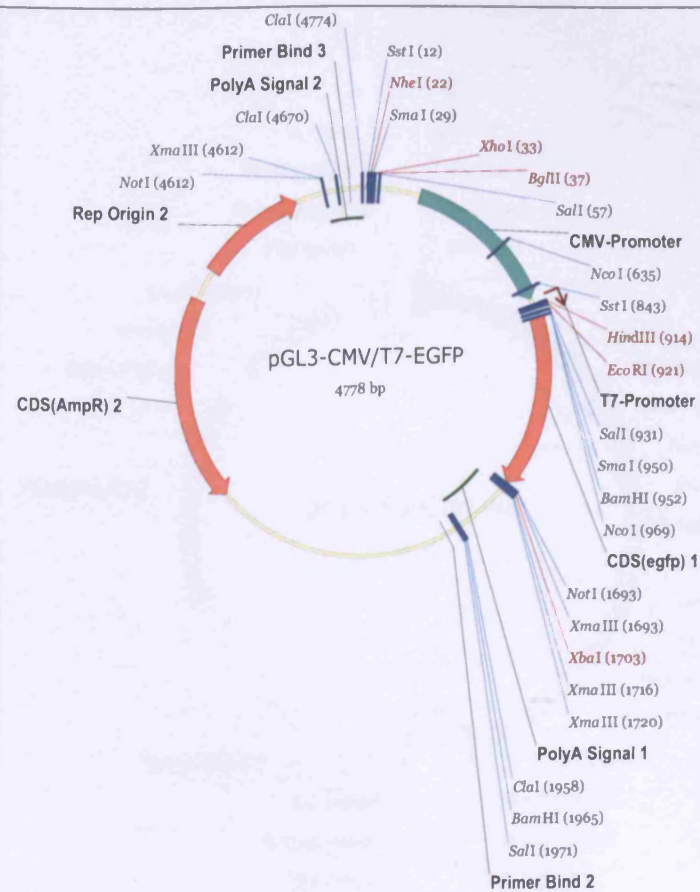 ClaI (4774)
Primer Bind 3
PolyA Signal 2
ClaI (4670)
XmaIII (4612)
NotI (4612)
Rep Origin 2
SstI (12)
NheI (22)
SmaI (29)
XhoI (33)
BglII (37)
SalI (57)
CMV-Promoter
NcoI (635)
SstI (843)
HindIII (914)
EcoRI (921)
T7-Promoter
SalI (931)
SmaI (950)
BamHI (952)
NcoI (969)
CDS(egfp) 1
pGL3-CMV/T7-EGFP
4778 bp
CDS(AmpR) 2
NotI (1693)
XmaIII (1693)
XbaI (1703)
XmaIII (1716)
XmaIII (1720)
PolyA Signal 1
ClaI (1958)
BamHI (1965)
SalI (1971)
Primer Bind 2